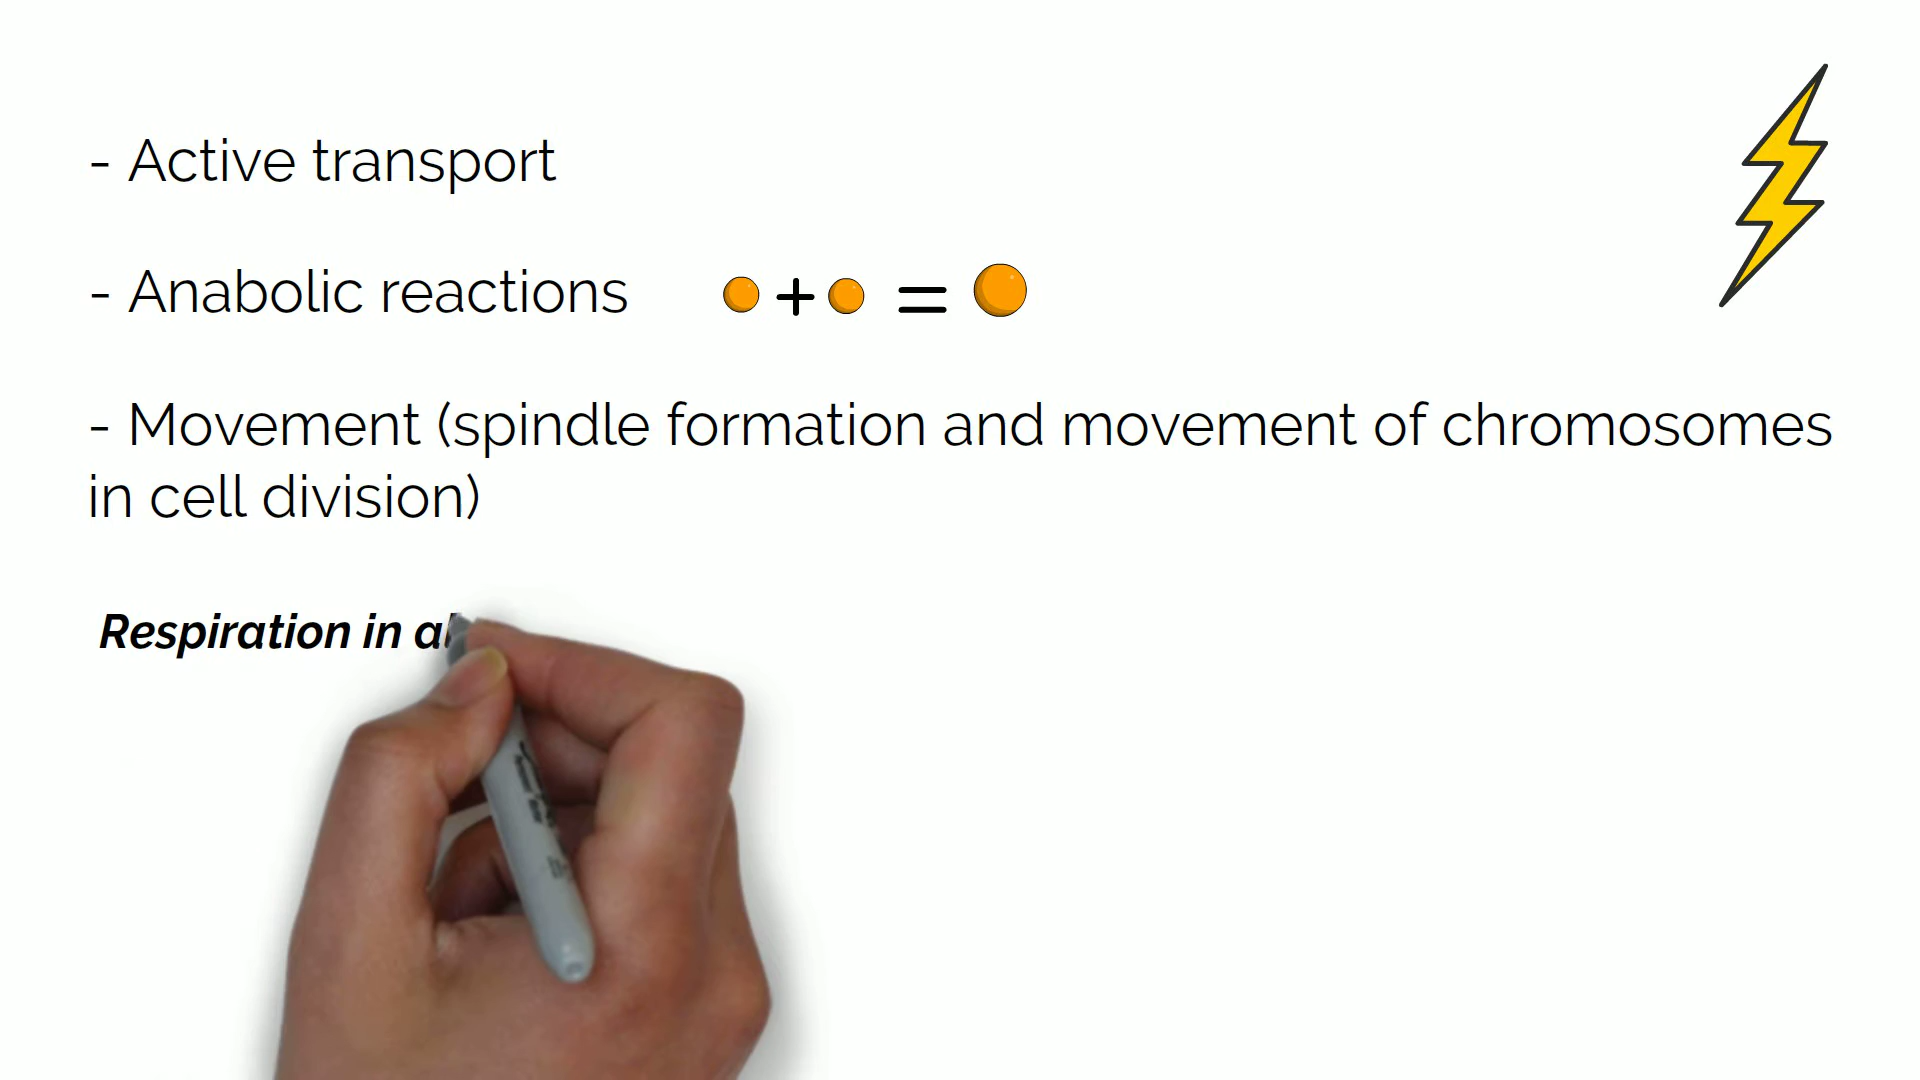 - Active transport
- Anabolic reactions + =
- Movement (spindle formation and movement of chromosomes
in cell division)
Respiration in